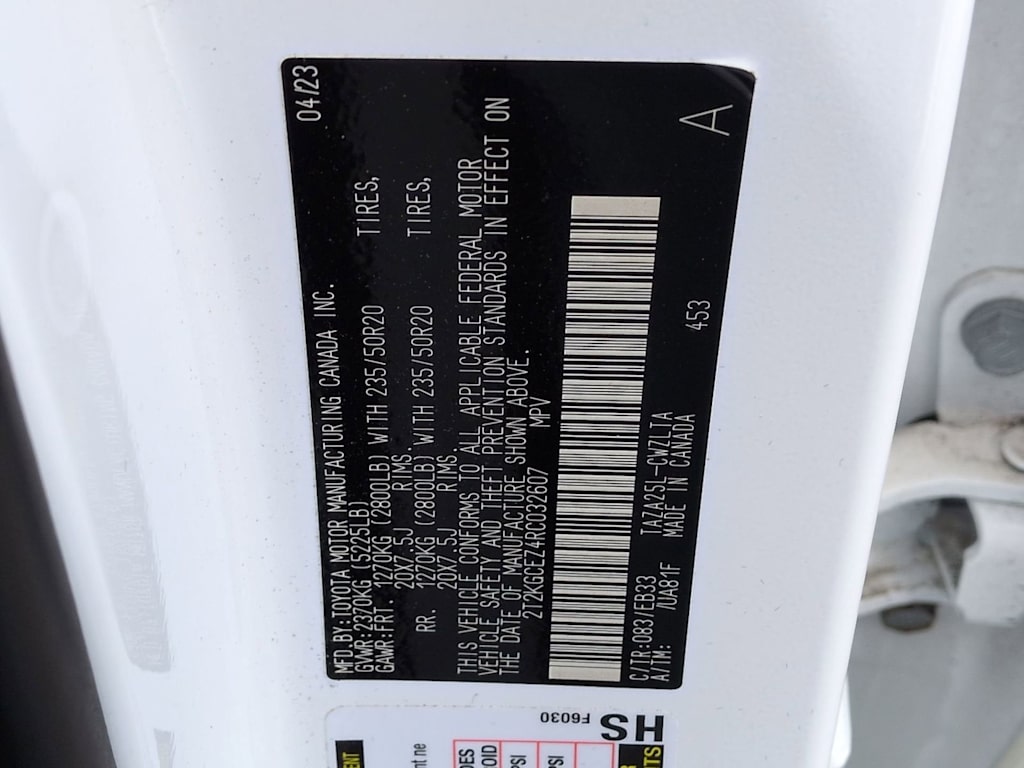 MFD.BY:TOYOTA MOTOR MANUFACTURING CANADA INC. 04/23
GVWR:2370KG (5225LB)
GAWR:FRT. 1270KG (2800LB) WITH 235/50R20 TIRES,
20X7.5J RIMS.
RR. 1270KG (2800LB) WITH 235/50R20 TIRES,
20X7.5J RIMS.
THIS VEHICLE CONFORMS TO ALL APPLICABLE FEDERAL MOTOR
VEHICLE SAFETY AND THEFT PREVENTION STANDARDS IN EFFECT ON
THE DATE OF MANUFACTURE SHOWN ABOVE.
2T2KGCEZ4RC032607 MPV
C/TR:0837EB33 TAZA25L-CWZLTA
A/TM: /UA81F MADE IN CANADA 453
A
HS
F6030